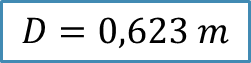 D = 0,623 m